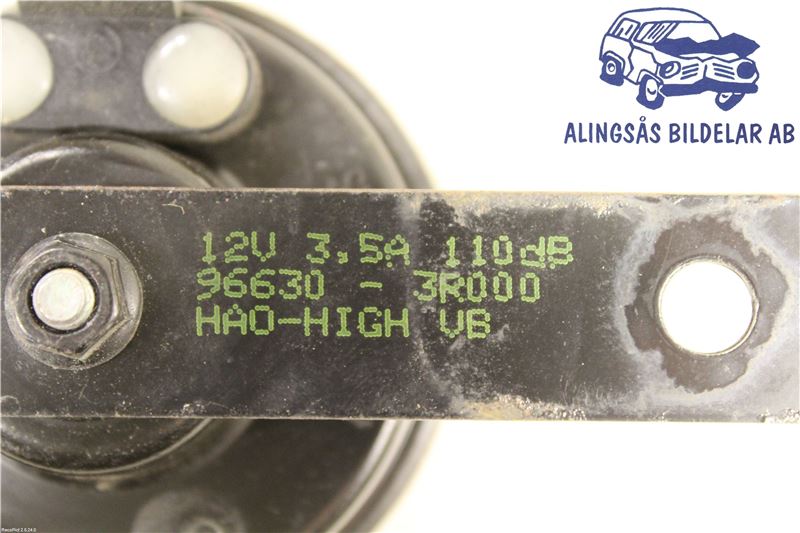 ALINGSÅS BILDELAR AB
12V 3.5A 110dB
96630 - 3R000
HAO-HIGH VB